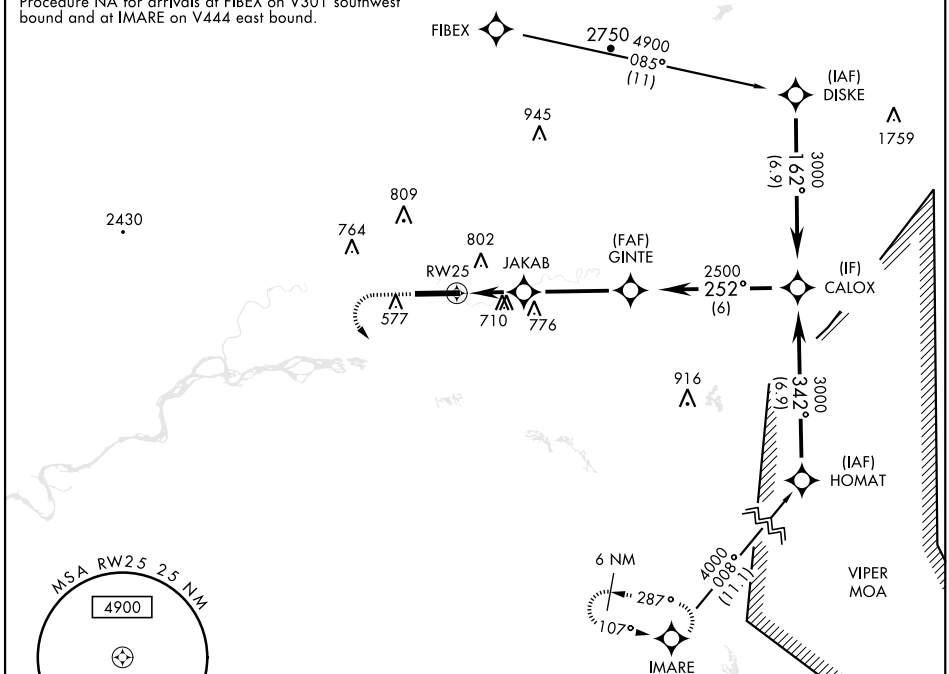 Procedure NA for arrivals at FIBEX on V301 southwest
bound and at IMARE on V444 east bound.
FIBEX
2750 4900
085°
(11)
(IAF)
DISKE
945
1759
3000
162°
(6.9)
809
2430
764
802
(FAF)
GINTE
JAKAB
RW25
2500
252°
(6)
(IF)
CALOX
577
710
776
916
3000
342°
(6.9)
(IAF)
HOMAT
4000
008°
(11.1)
6 NM
287°
107°
IMARE
VIPER
MOA
MSA RW25 25 NM
4900